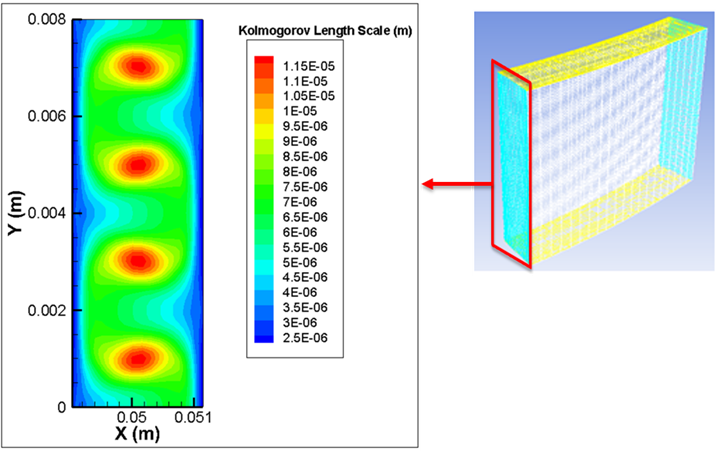 Kolmogorov Length Scale (m)
1.15E-05
1.1E-05
1.05E-05
1E-05
9.5E-06
9E-06
8.5E-06
8E-06
7.5E-06
7E-06
6.5E-06
6E-06
5.5E-06
5E-06
4.5E-06
4E-06
3.5E-06
3E-06
2.5E-06
0.008
0.006
0.004
0.002
0
Y (m)
0.05
0.051
X (m)